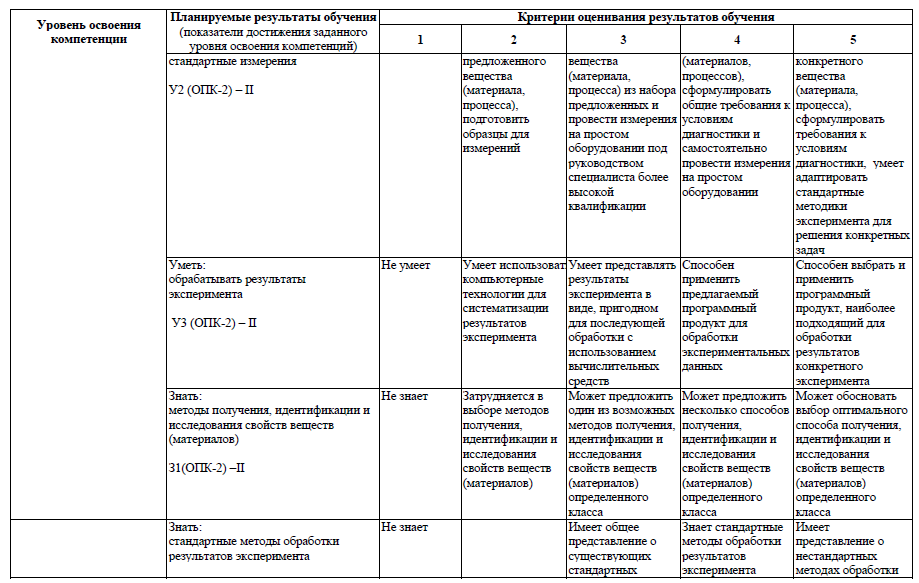 Уровень освоения
компетенции
Планируемые результаты обучения
(показатели достижения заданного
уровня освоения компетенций)
Критерии оценивания результатов обучения
1
2
3
4
5
стандартные измерения
У2 (ОПК-2) – II
предложенного
вещества
(материала,
процесса),
подготовить
образцы для
измерений
вещества
(материала,
процесса) из набора
предложенных и
провести измерения
на простом
оборудовании под
руководством
специалиста более
высокой
квалификации
(материалов,
процессов),
сформулировать
общие требования к
условиям
диагностики и
самостоятельно
провести измерения
на простом
оборудовании
конкретного
вещества
(материала,
процесса),
сформулировать
требования к
условиям
диагностики, умеет
адаптировать
стандартные
методики
эксперимента для
решения конкретных
задач
Уметь:
обрабатывать результаты
эксперимента
У3 (ОПК-2) – II
Не умеет
Умеет использоват
компьютерные
технологии для
систематизации
результатов
эксперимента
Умеет представлять
результаты
эксперимента в
виде, пригодном
для последующей
обработки с
использованием
вычислительных
средств
Способен
применить
предлагаемый
программный
продукт для
обработки
экспериментальных
данных
Способен выбрать и
применить
программный
продукт, наиболее
подходящий для
обработки
результатов
конкретного
эксперимента
Знать:
методы получения, идентификации и
исследования свойств веществ
(материалов)
З1(ОПК-2) –II
Не знает
Затрудняется в
выборе методов
получения,
идентификации и
исследования
свойств веществ
(материалов)
Может предложить
один из возможных
методов получения,
идентификации и
исследования
свойств веществ
(материалов)
определенного
класса
Может предложить
несколько способов
получения,
идентификации и
исследования
свойств веществ
(материалов)
определенного
класса
Может обосновать
выбор оптимального
способа получения,
идентификации и
исследования
свойств веществ
(материалов)
определенного
класса
Знать:
стандартные методы обработки
результатов эксперимента
Не знает
Имеет общее
представление о
существующих
стандартных
Знает стандартные
методы обработки
результатов
эксперимента
Имеет
представление о
нестандартных
методах обработки